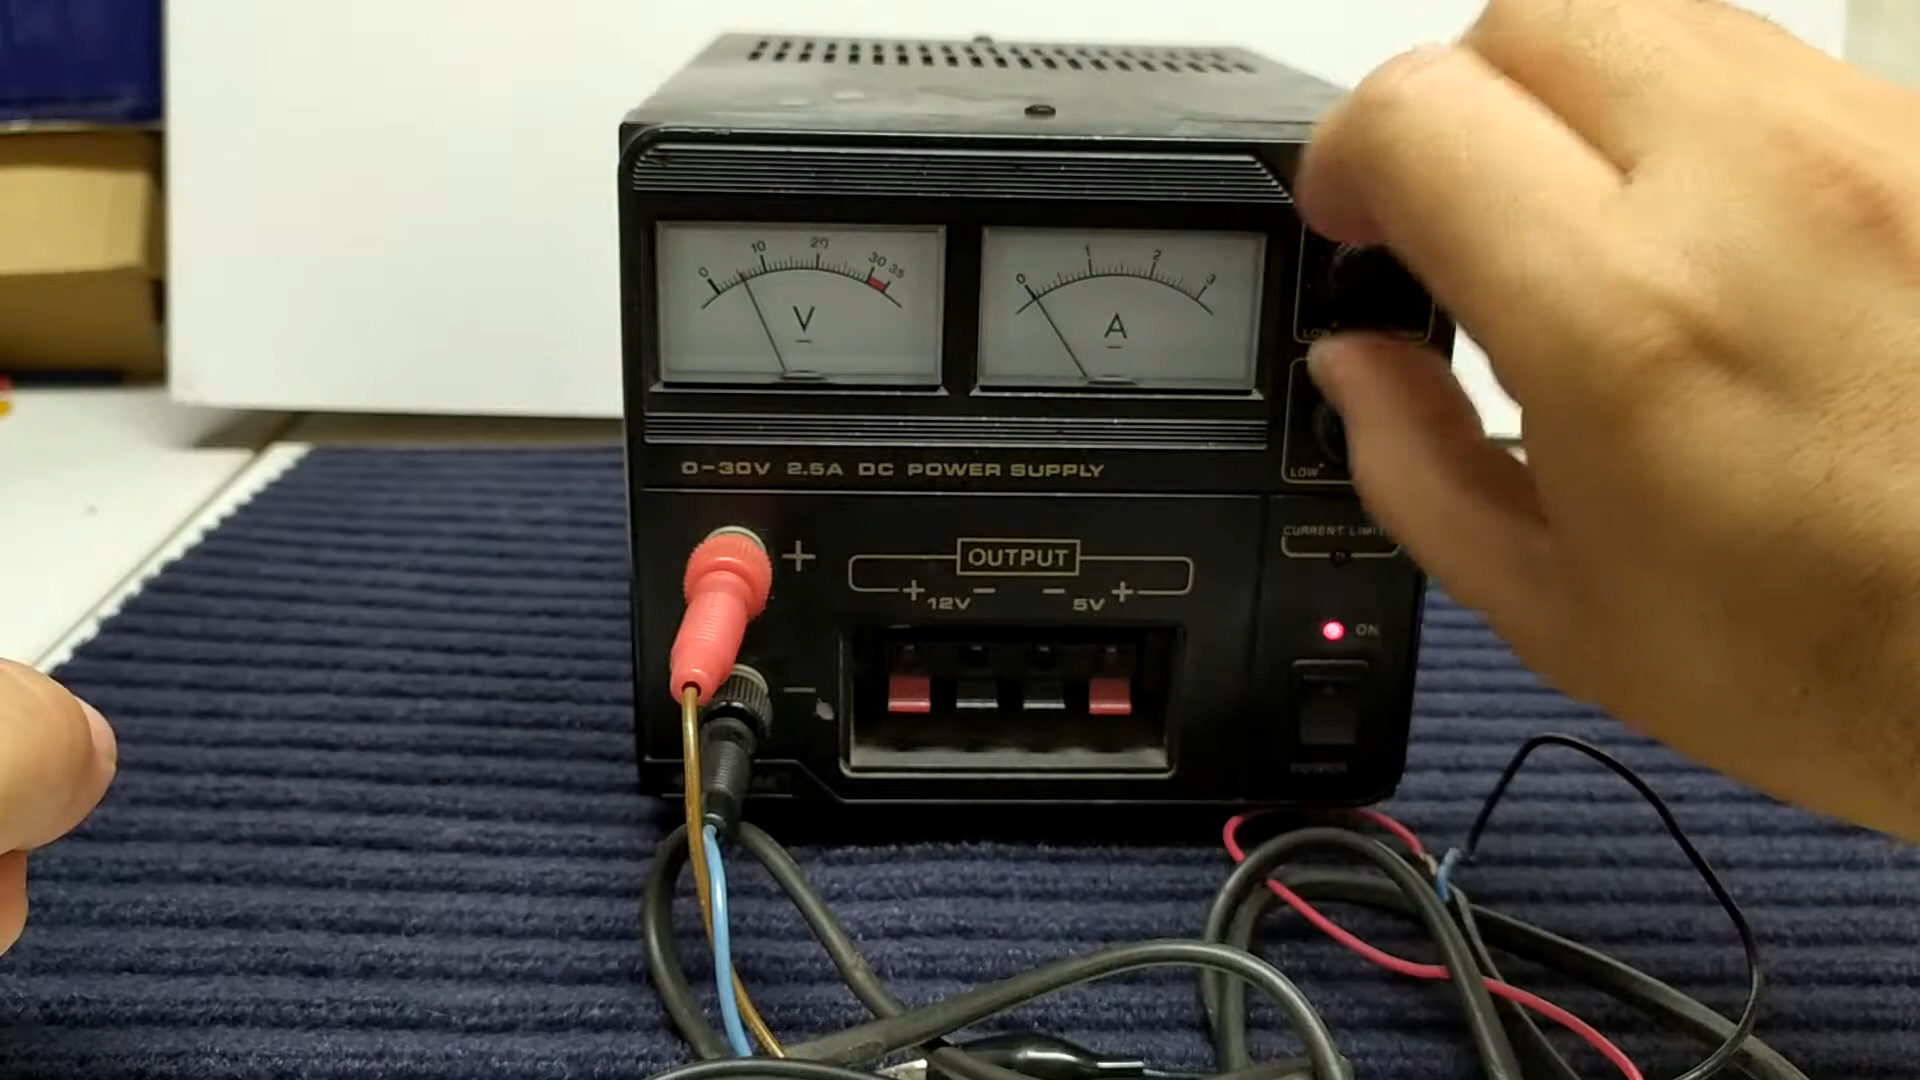 0 10 20 30 35
V
0 1 2 3
A
LOW
LOW
0-30V 2.5A DC POWER SUPPLY
CURRENT LIMIT
+
OUTPUT
+ 12V - - 5V +
ON
-
POWER